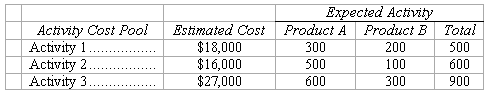 Expected Activity
Activity Cost Pool Estimated Cost Product A Product B Total
Activity 1................. $18,000 300 200 500
Activity 2................. $16,000 500 100 600
Activity 3................. $27,000 600 300 900